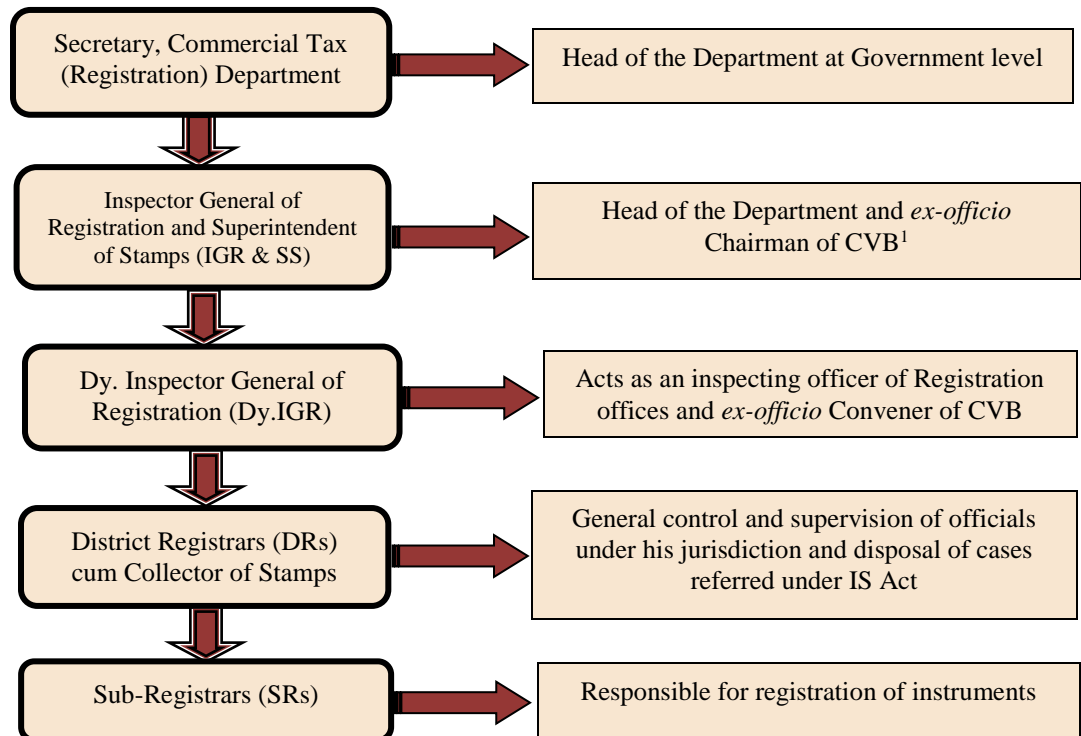 Secretary, Commercial Tax
(Registration) Department
Head of the Department at Government level
Inspector General of
Registration and Superintendent
of Stamps (IGR & SS)
Head of the Department and ex-officio
Chairman of CVB¹
Dy. Inspector General of
Registration (Dy.IGR)
Acts as an inspecting officer of Registration
offices and ex-officio Convener of CVB
District Registrars (DRs)
cum Collector of Stamps
General control and supervision of officials
under his jurisdiction and disposal of cases
referred under IS Act
Sub-Registrars (SRs)
Responsible for registration of instruments